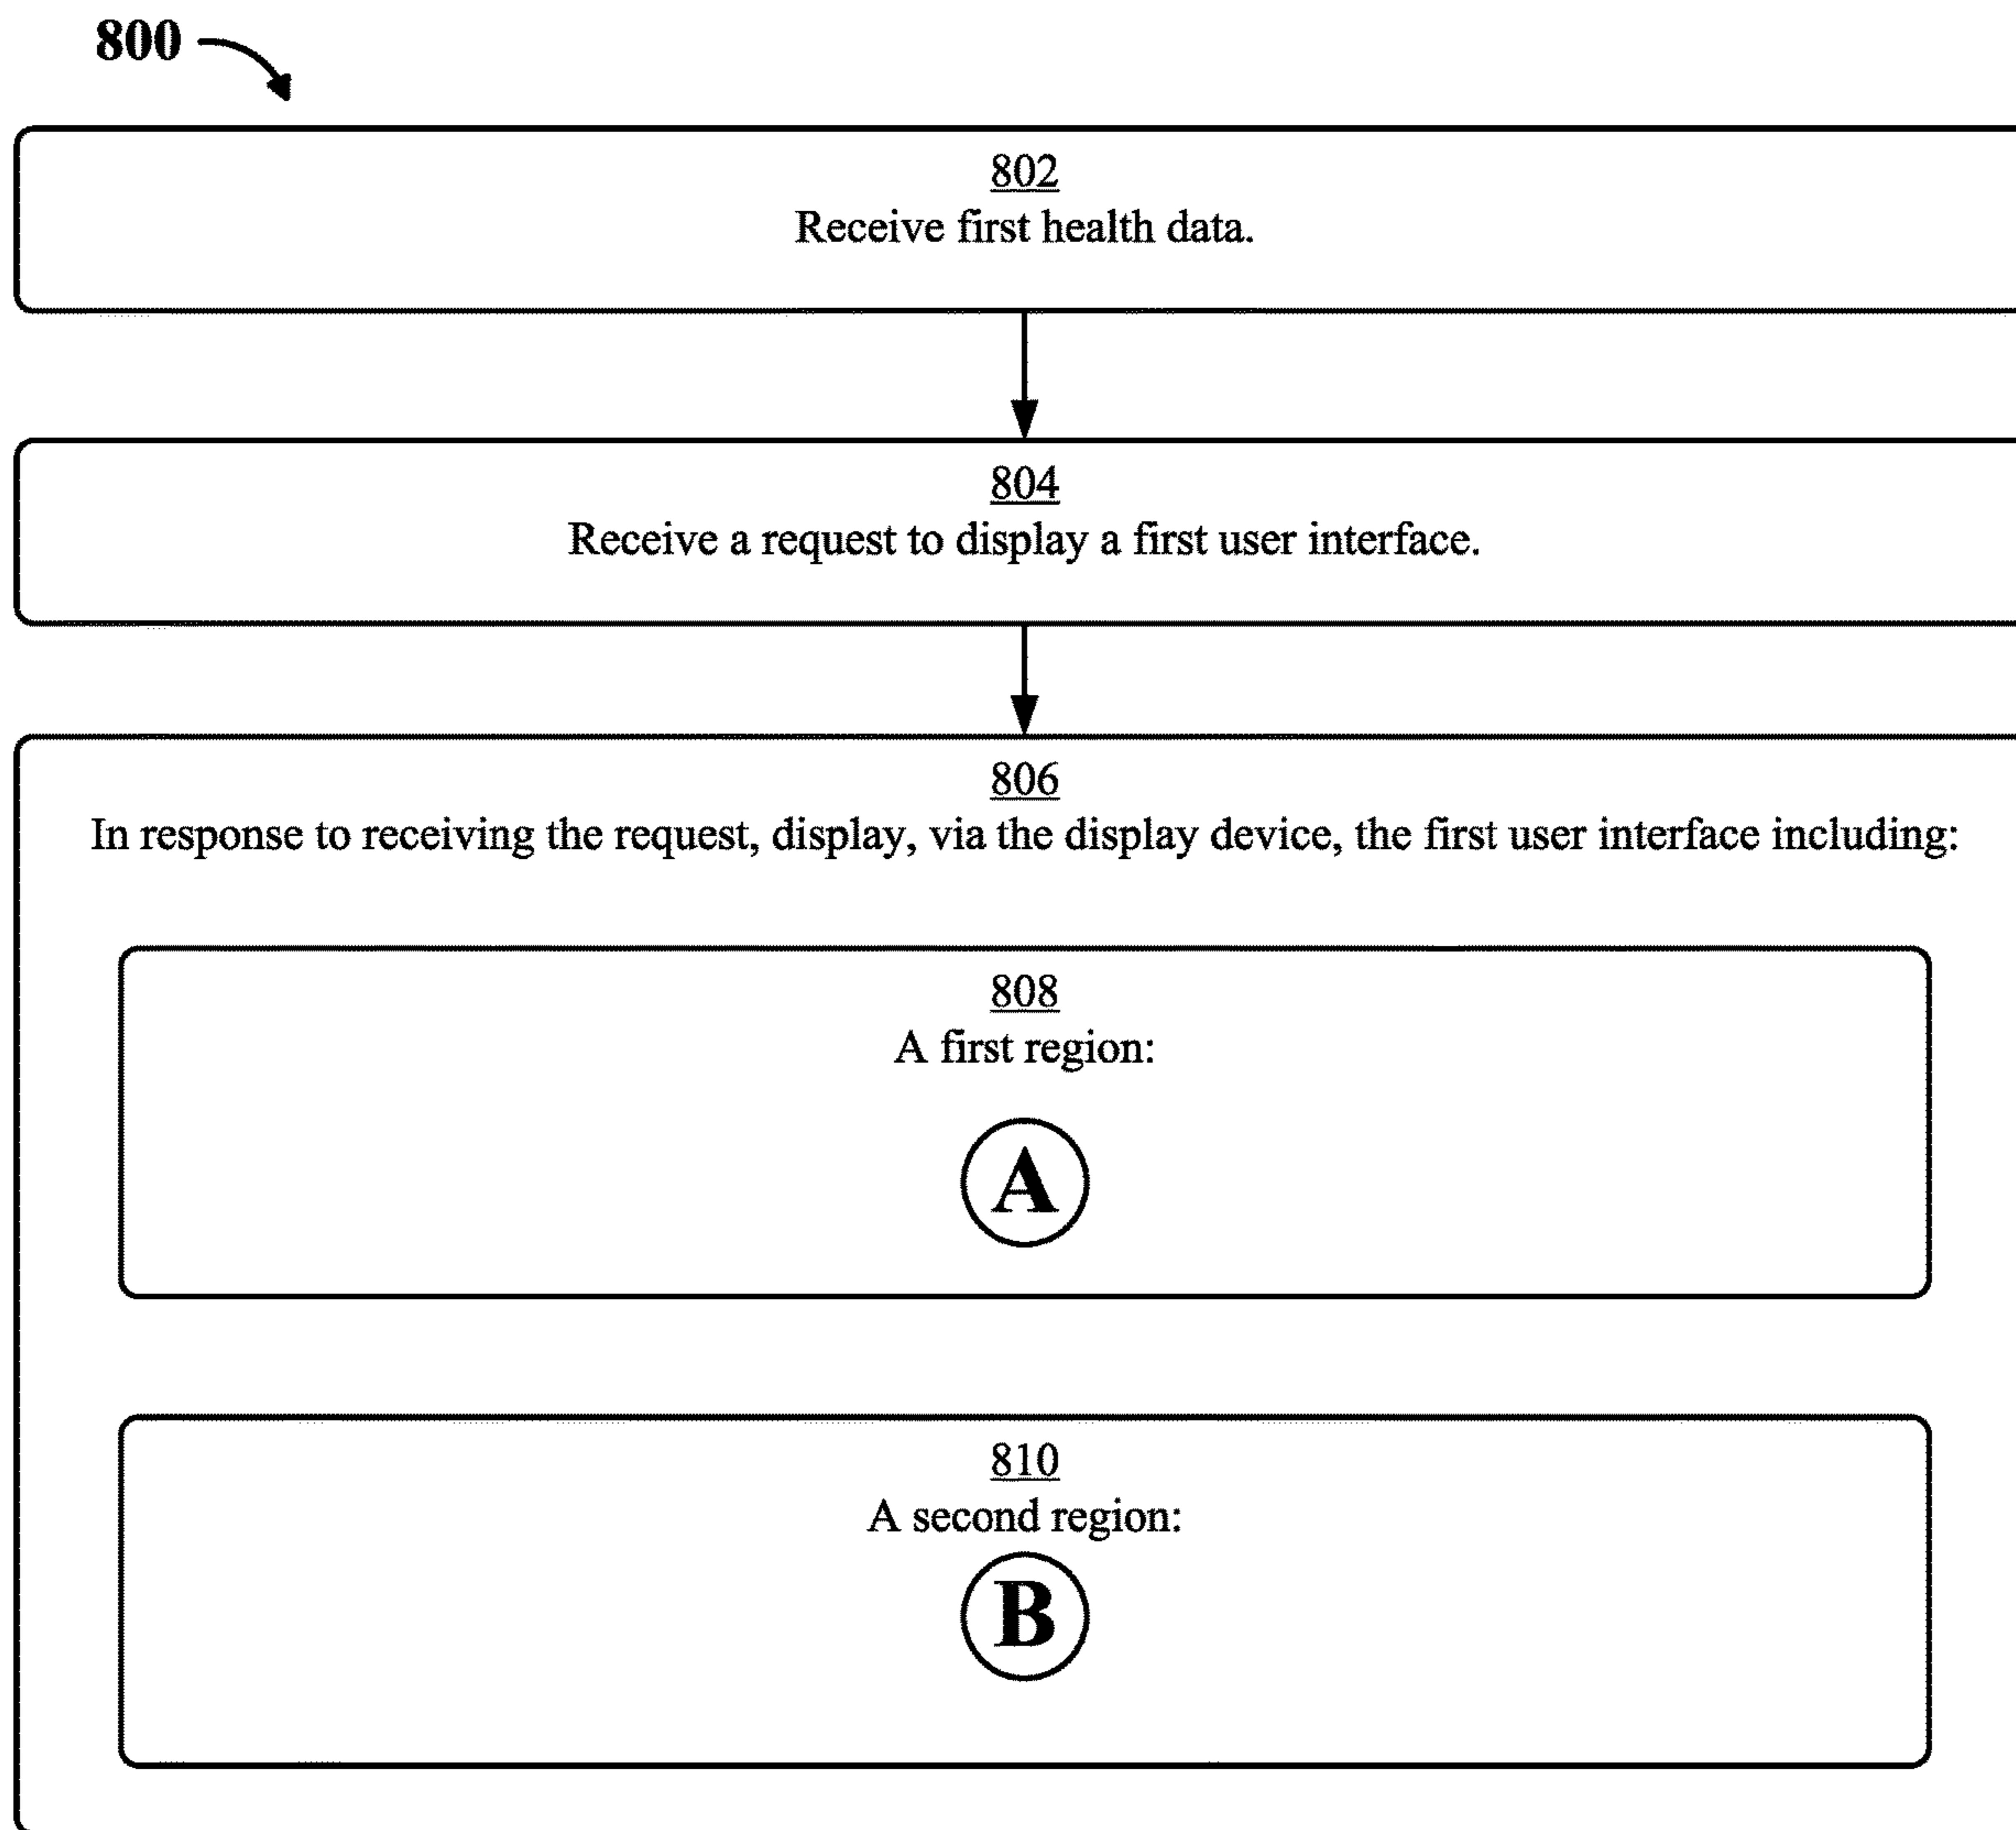 800
802
Receive first health data.
804
Receive a request to display a first user interface.
806
In response to receiving the request, display, via the display device, the first user interface including:
808
A first region:
A
810
A second region:
B